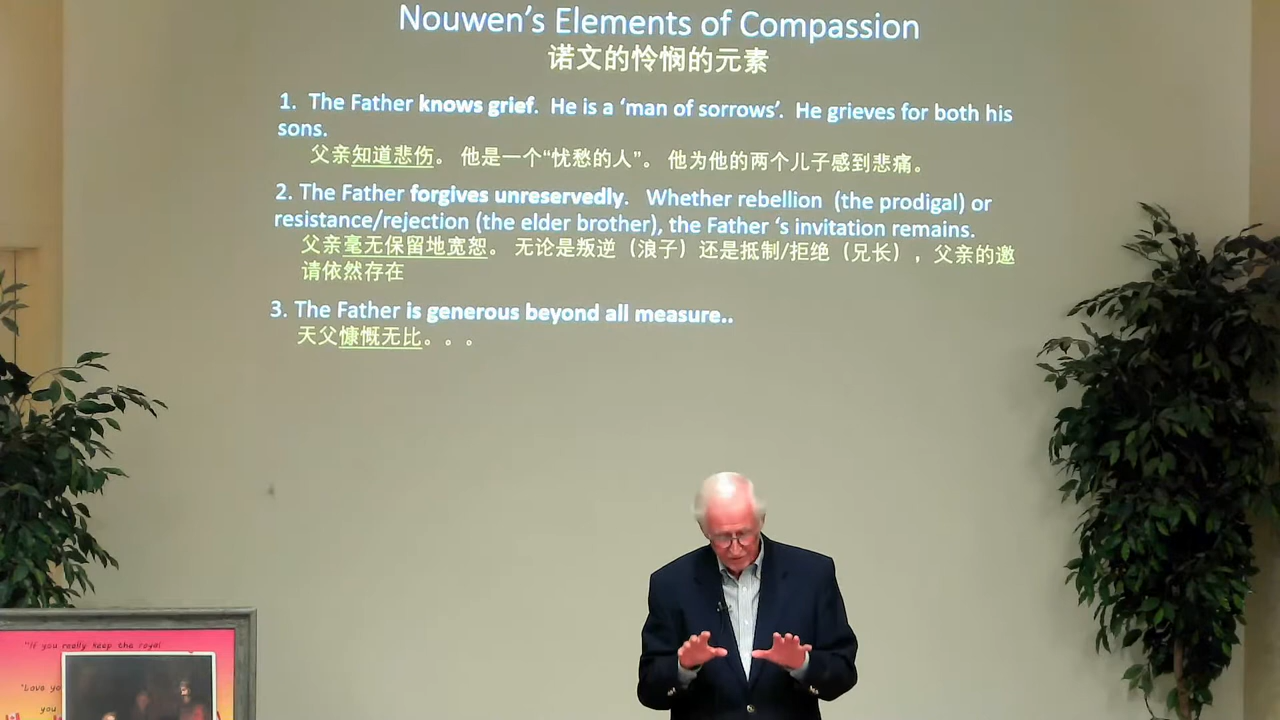 Nouwen's Elements of Compassion
诺文的怜悯的元素
1. The Father knows grief. He is a 'man of sorrows'. He grieves for both his
sons.
父亲知道悲伤。 他是一个“忧愁的人”。 他为他的两个儿子感到悲痛。
2. The Father forgives unreservedly. Whether rebellion (the prodigal) or
resistance/rejection (the elder brother), the Father 's invitation remains.
父亲毫无保留地宽恕。 无论是叛逆（浪子）还是抵制/拒绝（兄长），父亲的邀
请依然存在
3. The Father is generous beyond all measure..
天父慷慨无比。。。
"If you really keep the royal
"Love yo
you